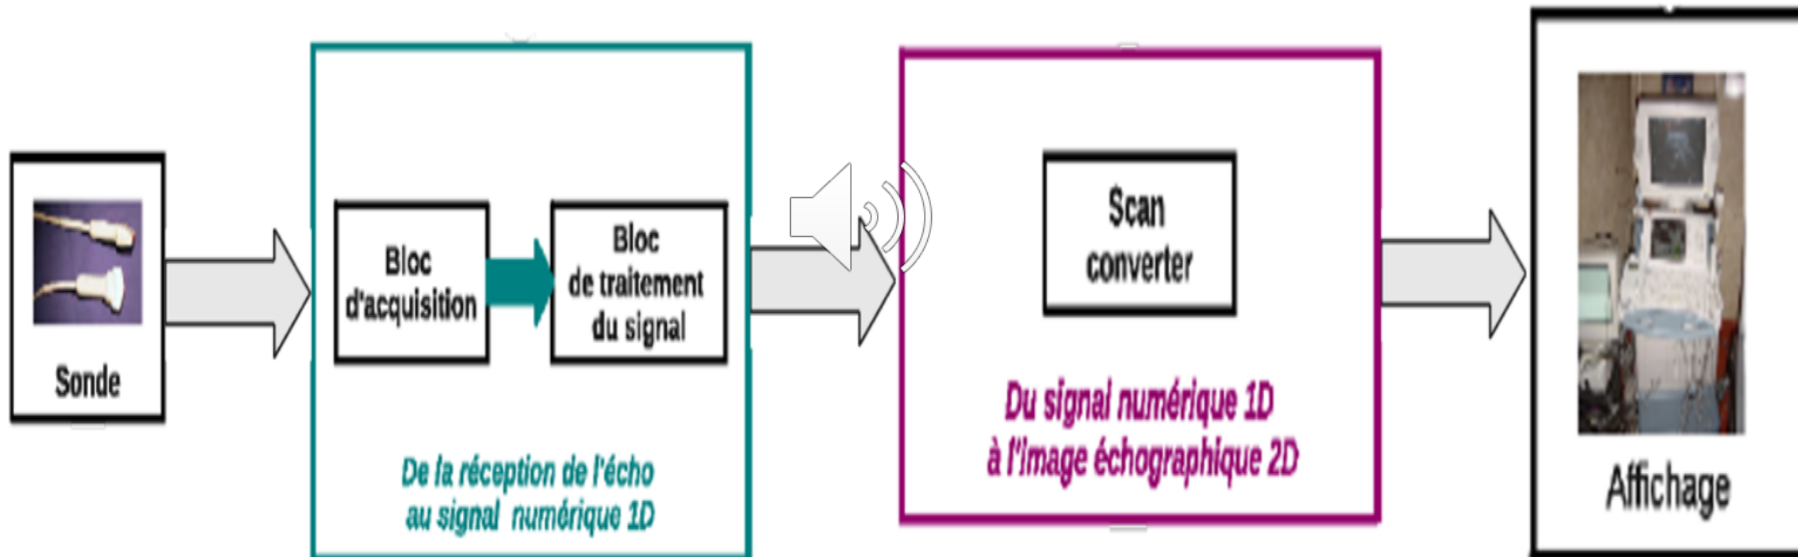 Sonde
Bloc
d'acquisition
Bloc
de traitement
du signal
De la réception de l'écho
au signal numérique 1D
Scan
converter
Du signal numérique 1D
à l'image échographique 2D
Affichage